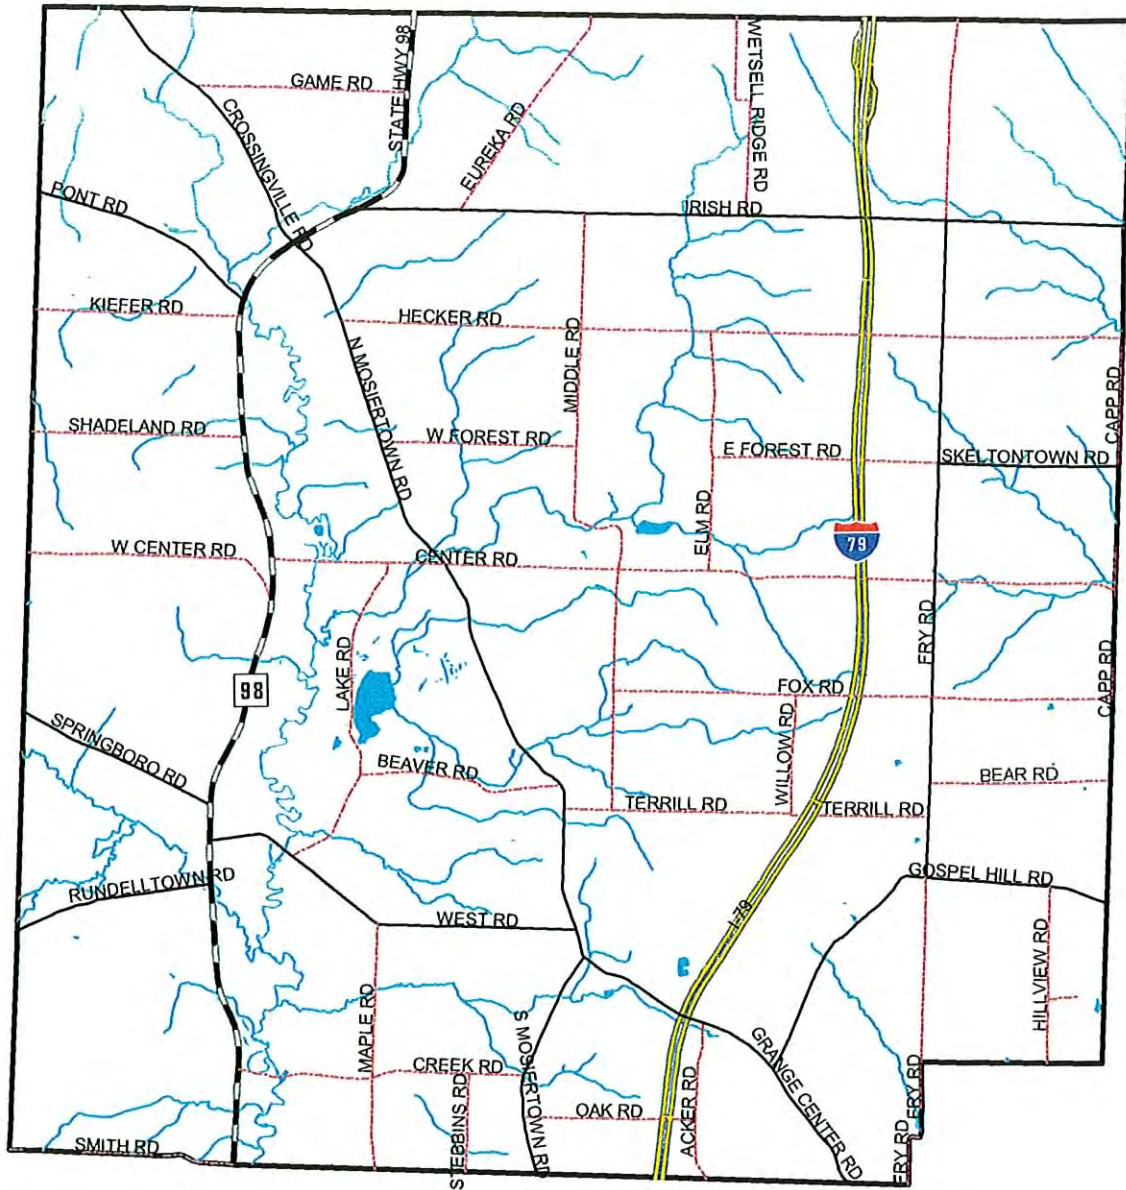 GAME RD
STATE HWY 98
WETSELL RIDGE RD
CROSSINGVILLE RD
EUREKA RD
PONT RD
IRISH RD
KIEFER RD
HECKER RD
MIDDLE RD
N MOSIERTOWN RD
CAPP RD
SHADELAND RD
W FOREST RD
E FOREST RD
SKELTONTOWN RD
ELM RD
79
W CENTER RD
CENTER RD
FRY RD
LAKE RD
98
FOX RD
CAPP RD
WILLOW RD
SPRINGBORO RD
BEAVER RD
BEAR RD
TERRILL RD
TERRILL RD
RUNDELLTOWN RD
GOSPEL HILL RD
WEST RD
I-79
HILLVIEW RD
MAPLE RD
S MOSIERTOWN RD
GRANGE CENTER RD
CREEK RD
STEBBINS RD
OAK RD
ACKER RD
FRY RD
FRY RD
SMITH RD